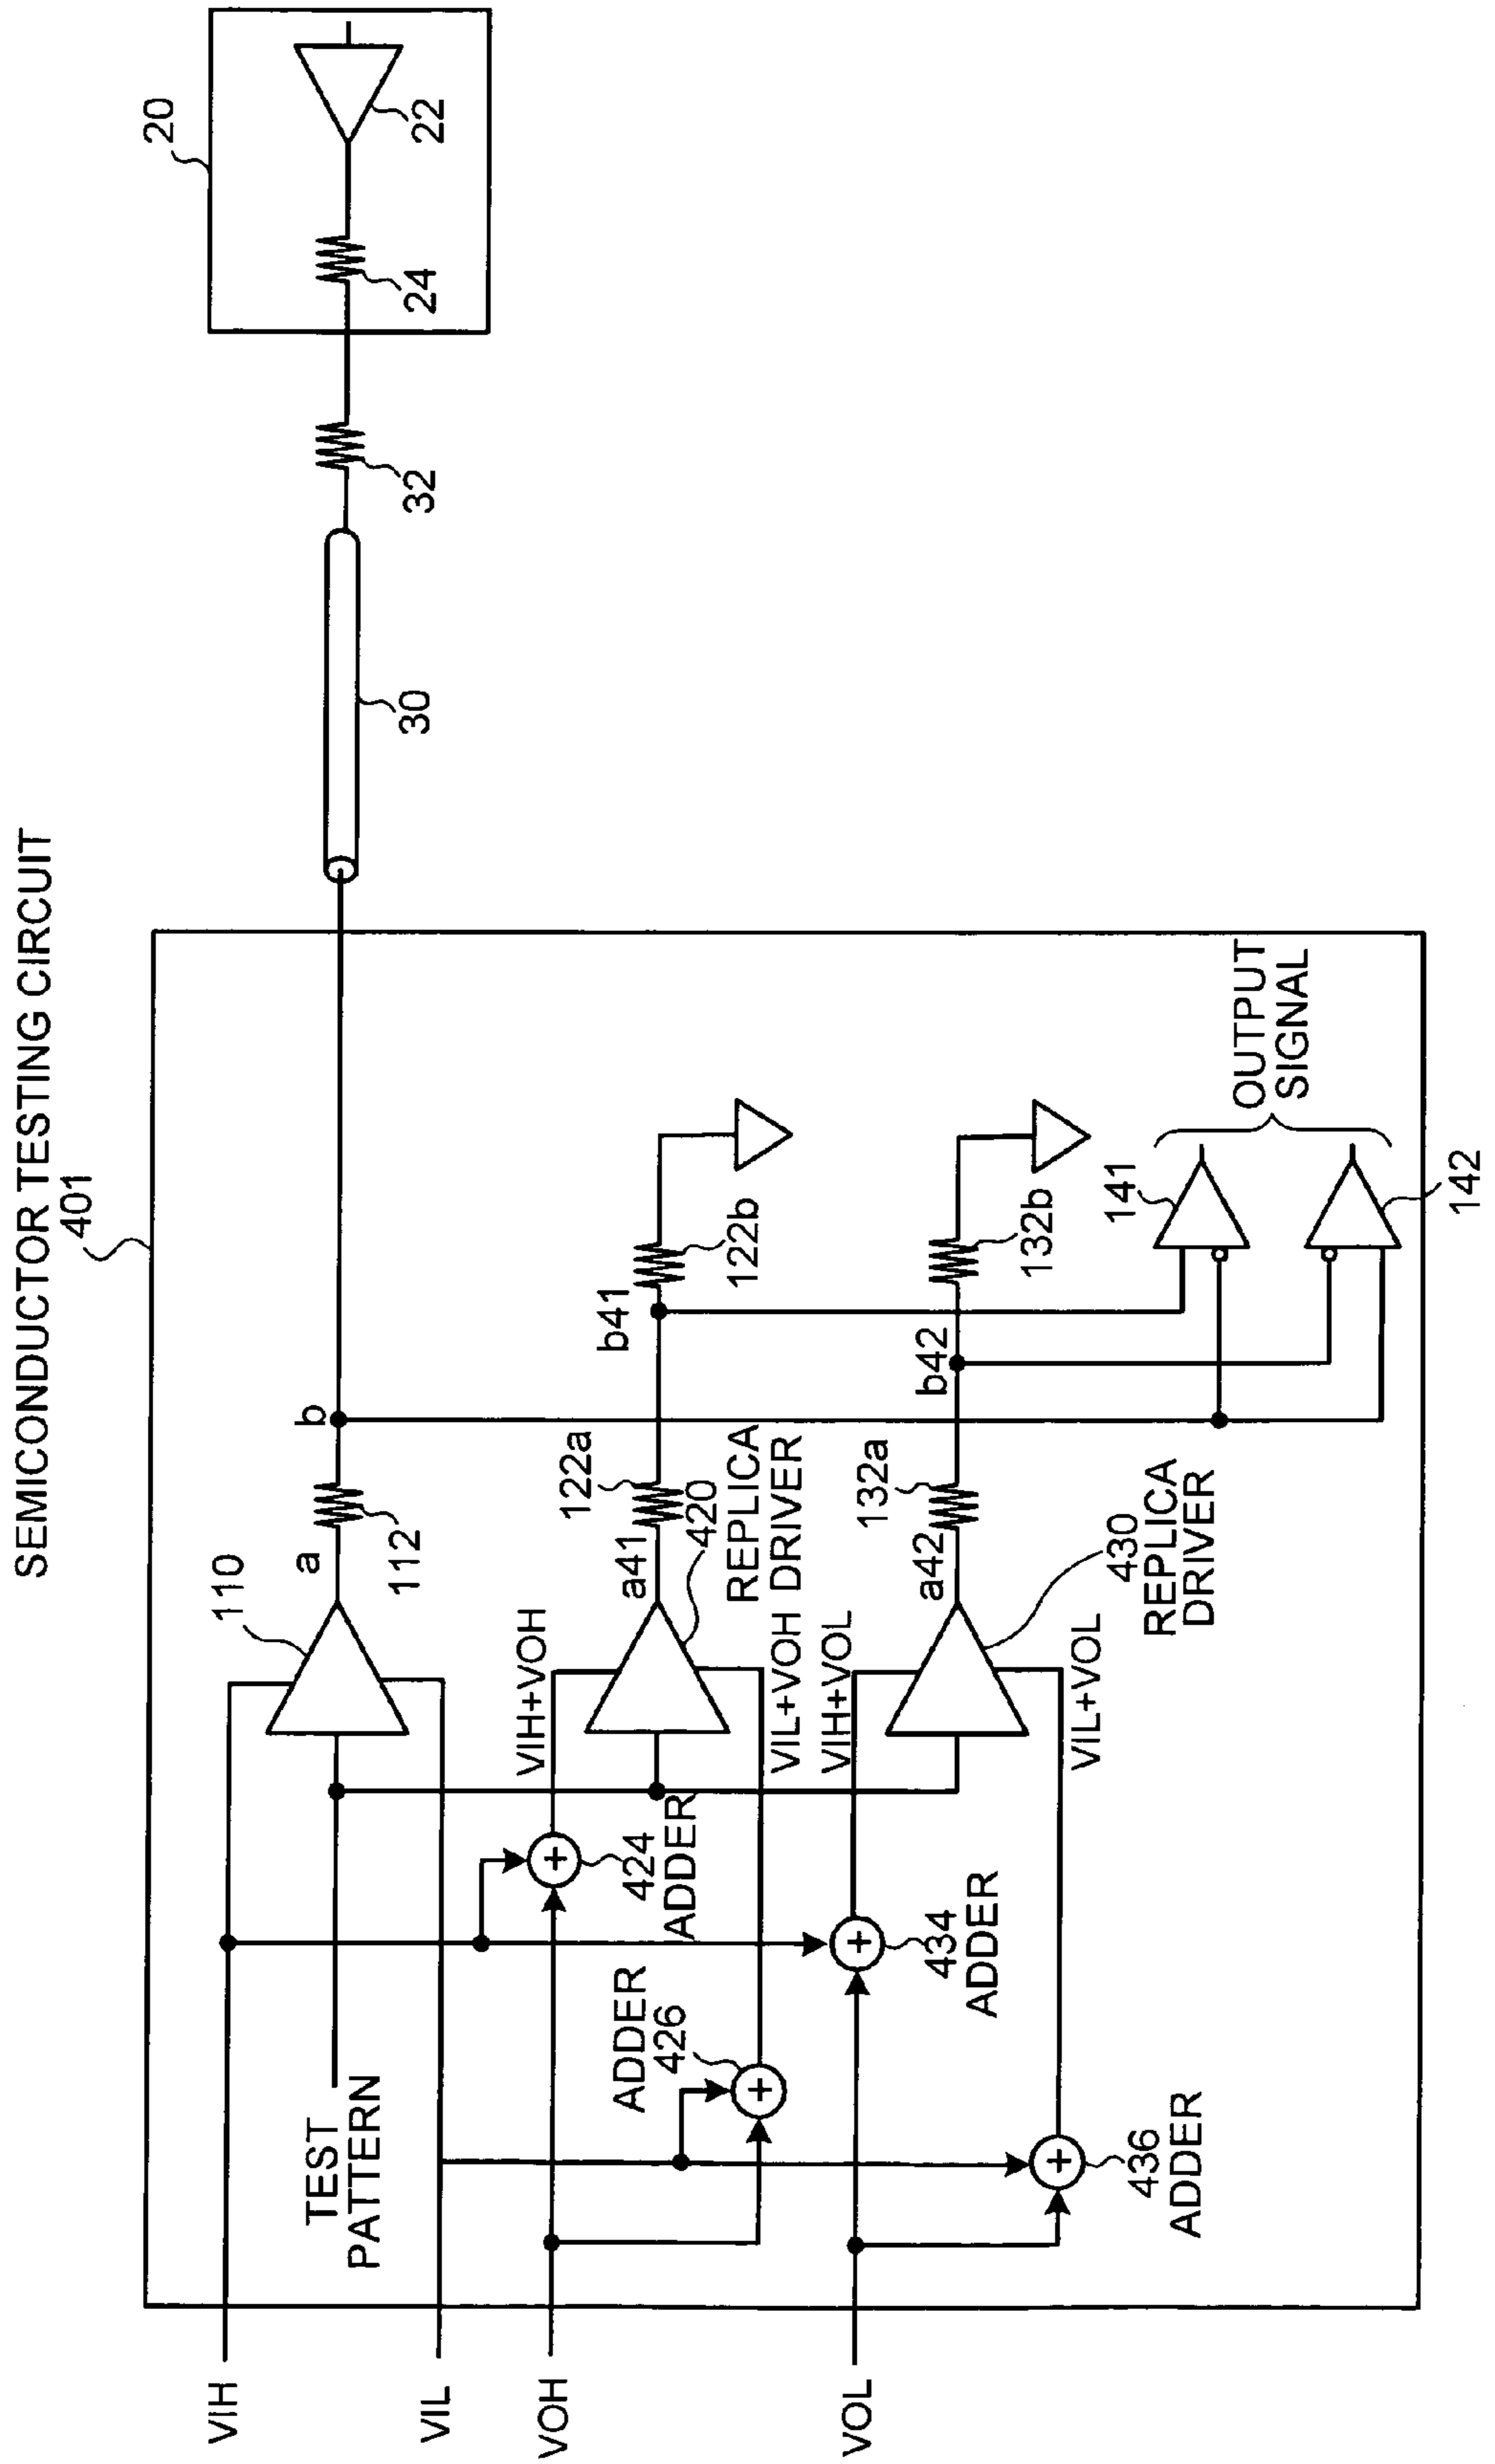 SEMICONDUCTOR TESTING CIRCUIT
401
20
22
24
32
30
110
a
112
b
VIH
VIL
VOH
VOL
TEST
PATTERN
VIH+VOH
a41
122a
b41
122b
420
REPLICA
DRIVER
424
ADDER
ADDER
426
VIL+VOH
VIH+VOL
a42
132a
b42
132b
430
REPLICA
DRIVER
434
ADDER
VIL+VOL
436
ADDER
141
142
OUTPUT
SIGNAL